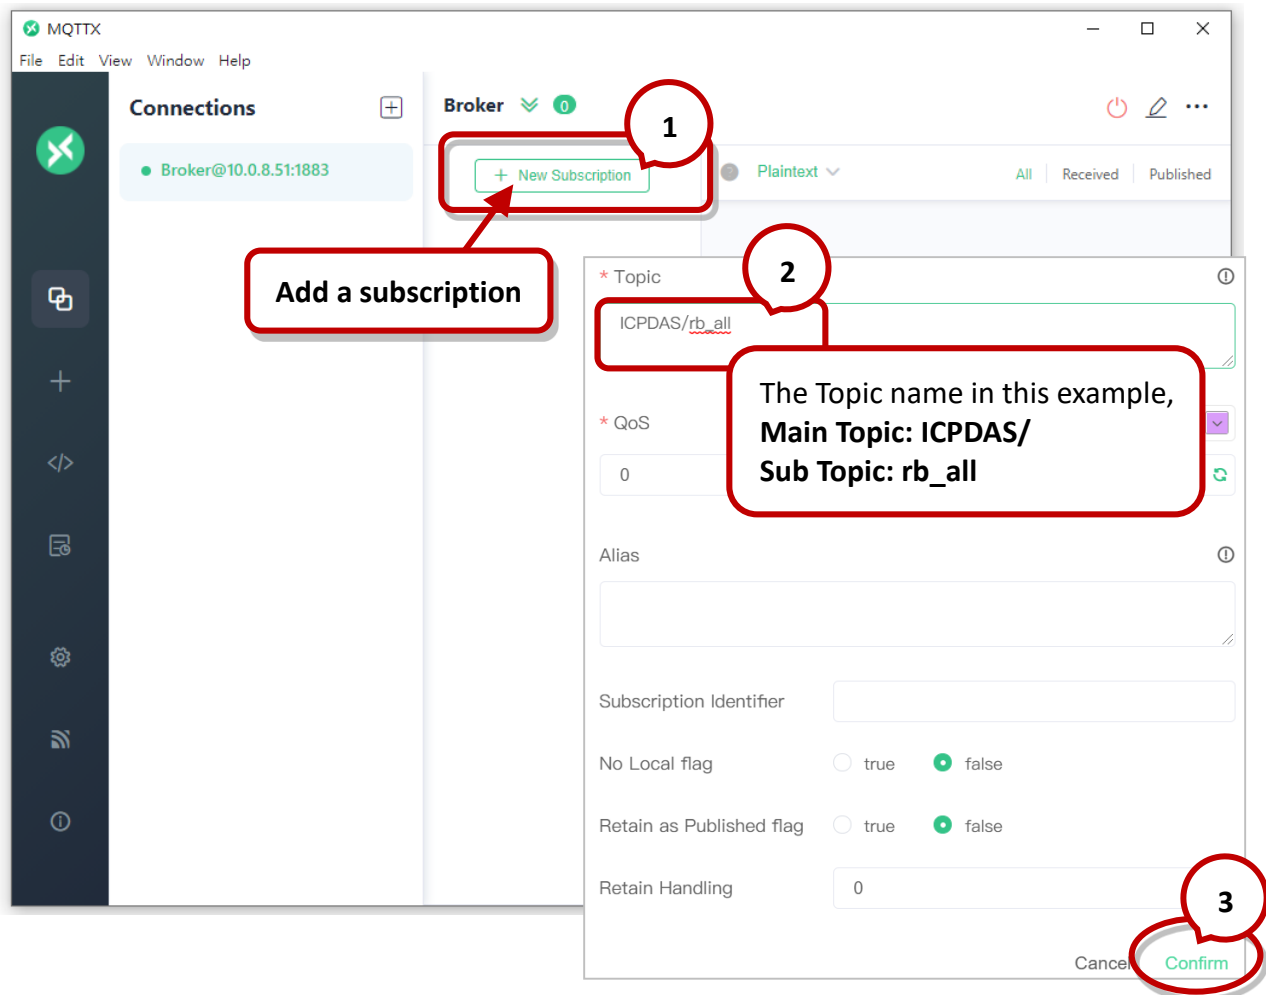 MQTTX
File Edit View Window Help
Connections
Broker 0
1
Broker@10.0.8.51:1883
+ New Subscription
Plaintext
All Received Published
Add a subscription
* Topic
2
ICPDAS/rb_all
The Topic name in this example,
Main Topic: ICPDAS/
Sub Topic: rb_all
* QoS
0
Alias
Subscription Identifier
No Local flag true false
Retain as Published flag true false
Retain Handling 0
3
Cancel Confirm